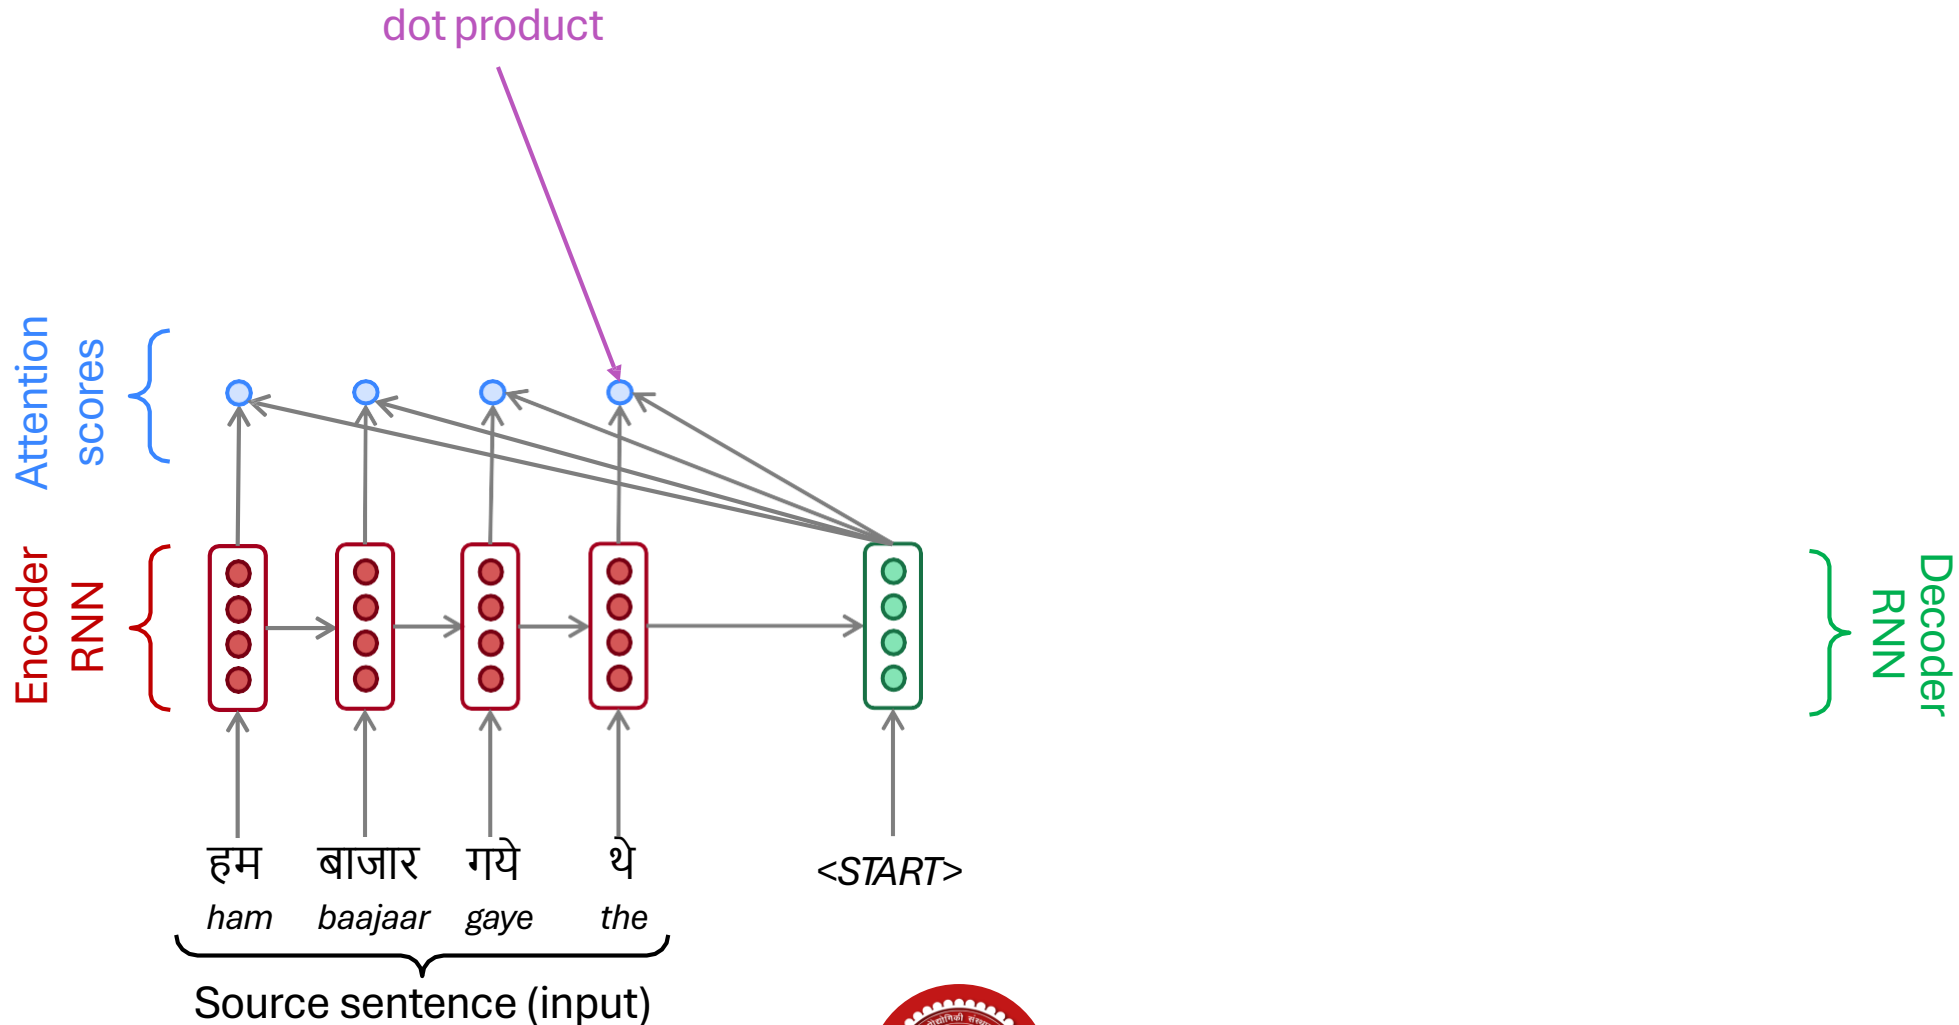 dot product
Attention
scores
Encoder
RNN
Decoder
RNN
हम बाजार गये थे <START>
ham baajaar gaye the
Source sentence (input)